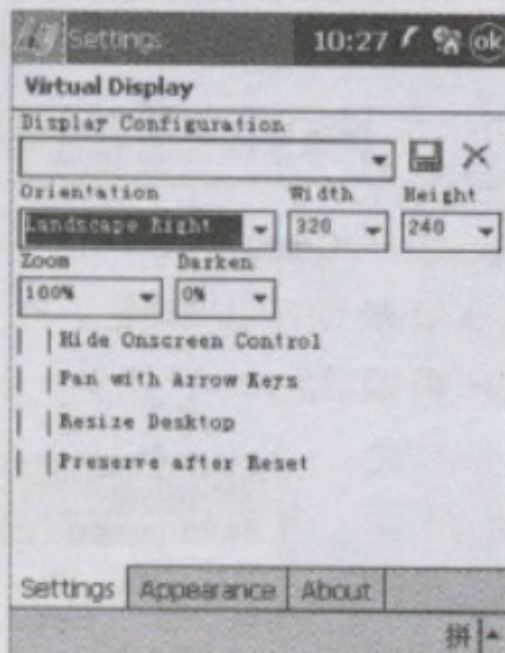 Settings 10:27 ok
Virtual Display
Display Configuration
Orientation Width Height
Landscape Right 320 240
Zoom Darken
100% 0%
Hide Onscreen Control
Pan with Arrow Keys
Resize Desktop
Preserve after Reset
Settings Appearance About
拼